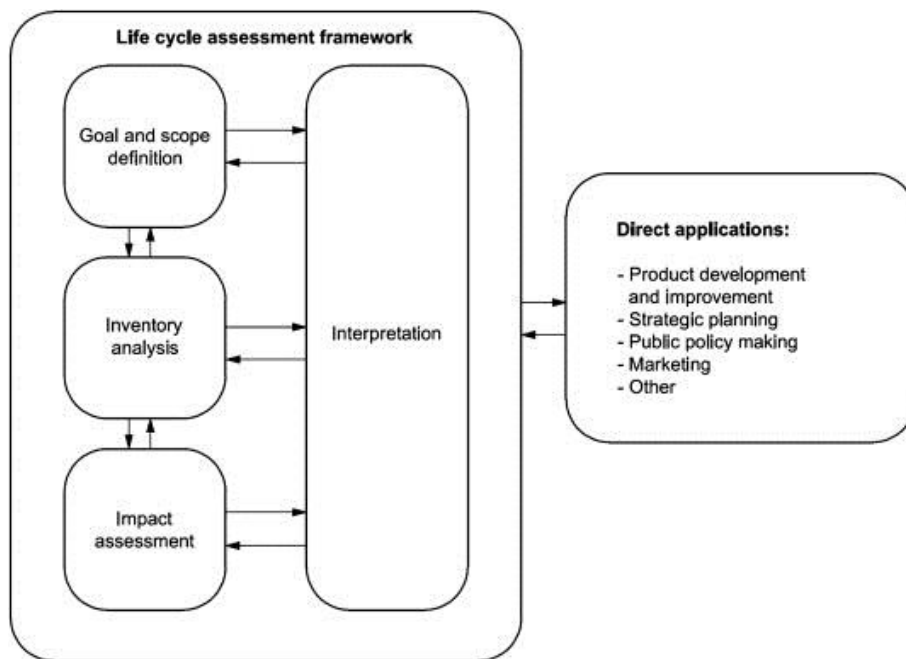 Life cycle assessment framework
Goal and scope
definition
Inventory
analysis
Impact
assessment
Interpretation
Direct applications:
- Product development
and improvement
- Strategic planning
- Public policy making
- Marketing
- Other